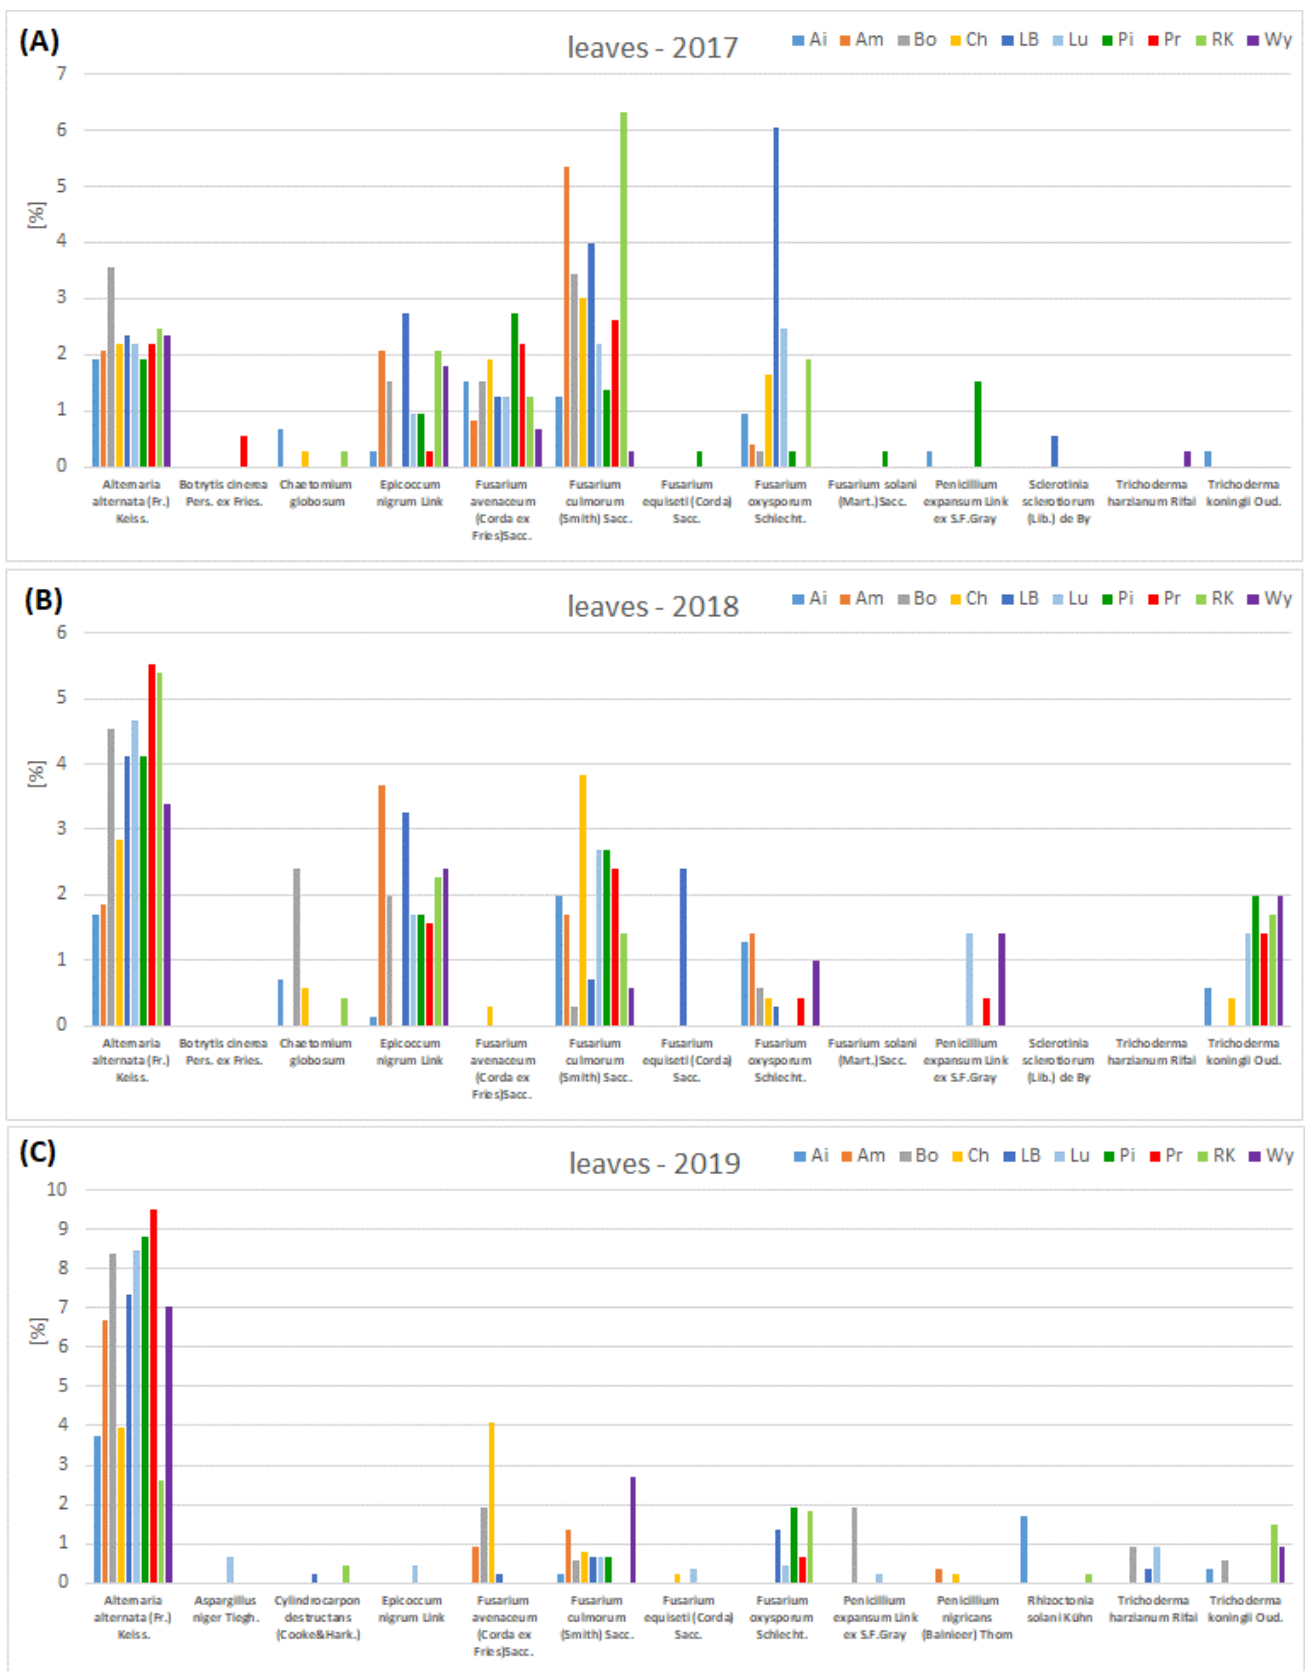 (A)
leaves - 2017
Ai Am Bo Ch LB Lu Pi Pr RK Wy
7
6
5
4
3
2
1
0
[%]
Alternaria alternata (Fr.) Keiss.
Botrytis cinerea Pers. ex Fries.
Chaetomium globosum
Epicoccum nigrum Link
Fusarium avenaceum (Corda ex Fries)Sacc.
Fusarium culmorum (Smith) Sacc.
Fusarium equiseti (Corda) Sacc.
Fusarium oxysporum Schlecht.
Fusarium solani (Mart.)Sacc.
Penicillium expansum Link ex S.F.Gray
Sclerotinia sclerotiorum (Lib.) de By
Trichoderma harzianum Rifai
Trichoderma koningii Oud.
(B)
leaves - 2018
Ai Am Bo Ch LB Lu Pi Pr RK Wy
6
5
4
3
2
1
0
[%]
Alternaria alternata (Fr.) Keiss.
Botrytis cinerea Pers. ex Fries.
Chaetomium globosum
Epicoccum nigrum Link
Fusarium avenaceum (Corda ex Fries)Sacc.
Fusarium culmorum (Smith) Sacc.
Fusarium equiseti (Corda) Sacc.
Fusarium oxysporum Schlecht.
Fusarium solani (Mart.)Sacc.
Penicillium expansum Link ex S.F.Gray
Sclerotinia sclerotiorum (Lib.) de By
Trichoderma harzianum Rifai
Trichoderma koningii Oud.
(C)
leaves - 2019
Ai Am Bo Ch LB Lu Pi Pr RK Wy
10
9
8
7
6
5
4
3
2
1
0
[%]
Alternaria alternata (Fr.) Keiss.
Aspargillus niger Tiegh.
Cylindrocarpon destructans (Cooke&Hark.)
Epicoccum nigrum Link
Fusarium avenaceum (Corda ex Fries)Sacc.
Fusarium culmorum (Smith) Sacc.
Fusarium equiseti (Corda) Sacc.
Fusarium oxysporum Schlecht.
Penicillium expansum Link ex S.F.Gray
Penicillium nigricans (Bainieer) Thom
Rhizoctonia solani Kühn
Trichoderma harzianum Rifai
Trichoderma koningii Oud.